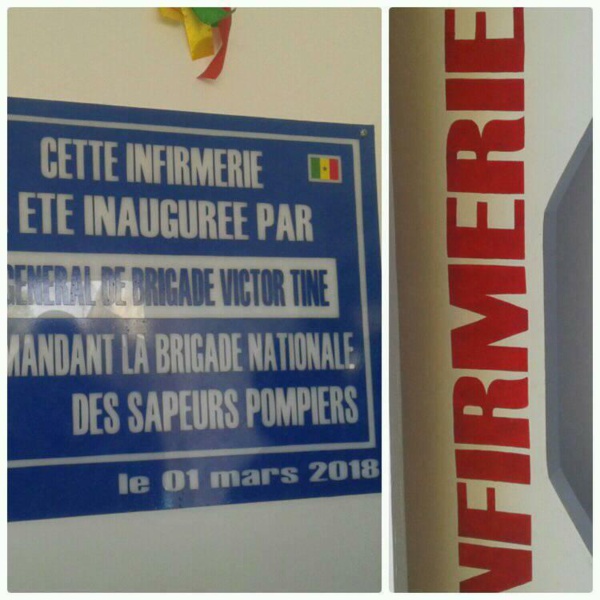 CETTE INFIRMERIE
ETE INAUGUREE PAR
GENERAL DE BRIGADE VICTOR TINE
MANDANT LA BRIGADE NATIONALE
DES SAPEURS POMPIERS
le 01 mars 2018
NFIRMERIE